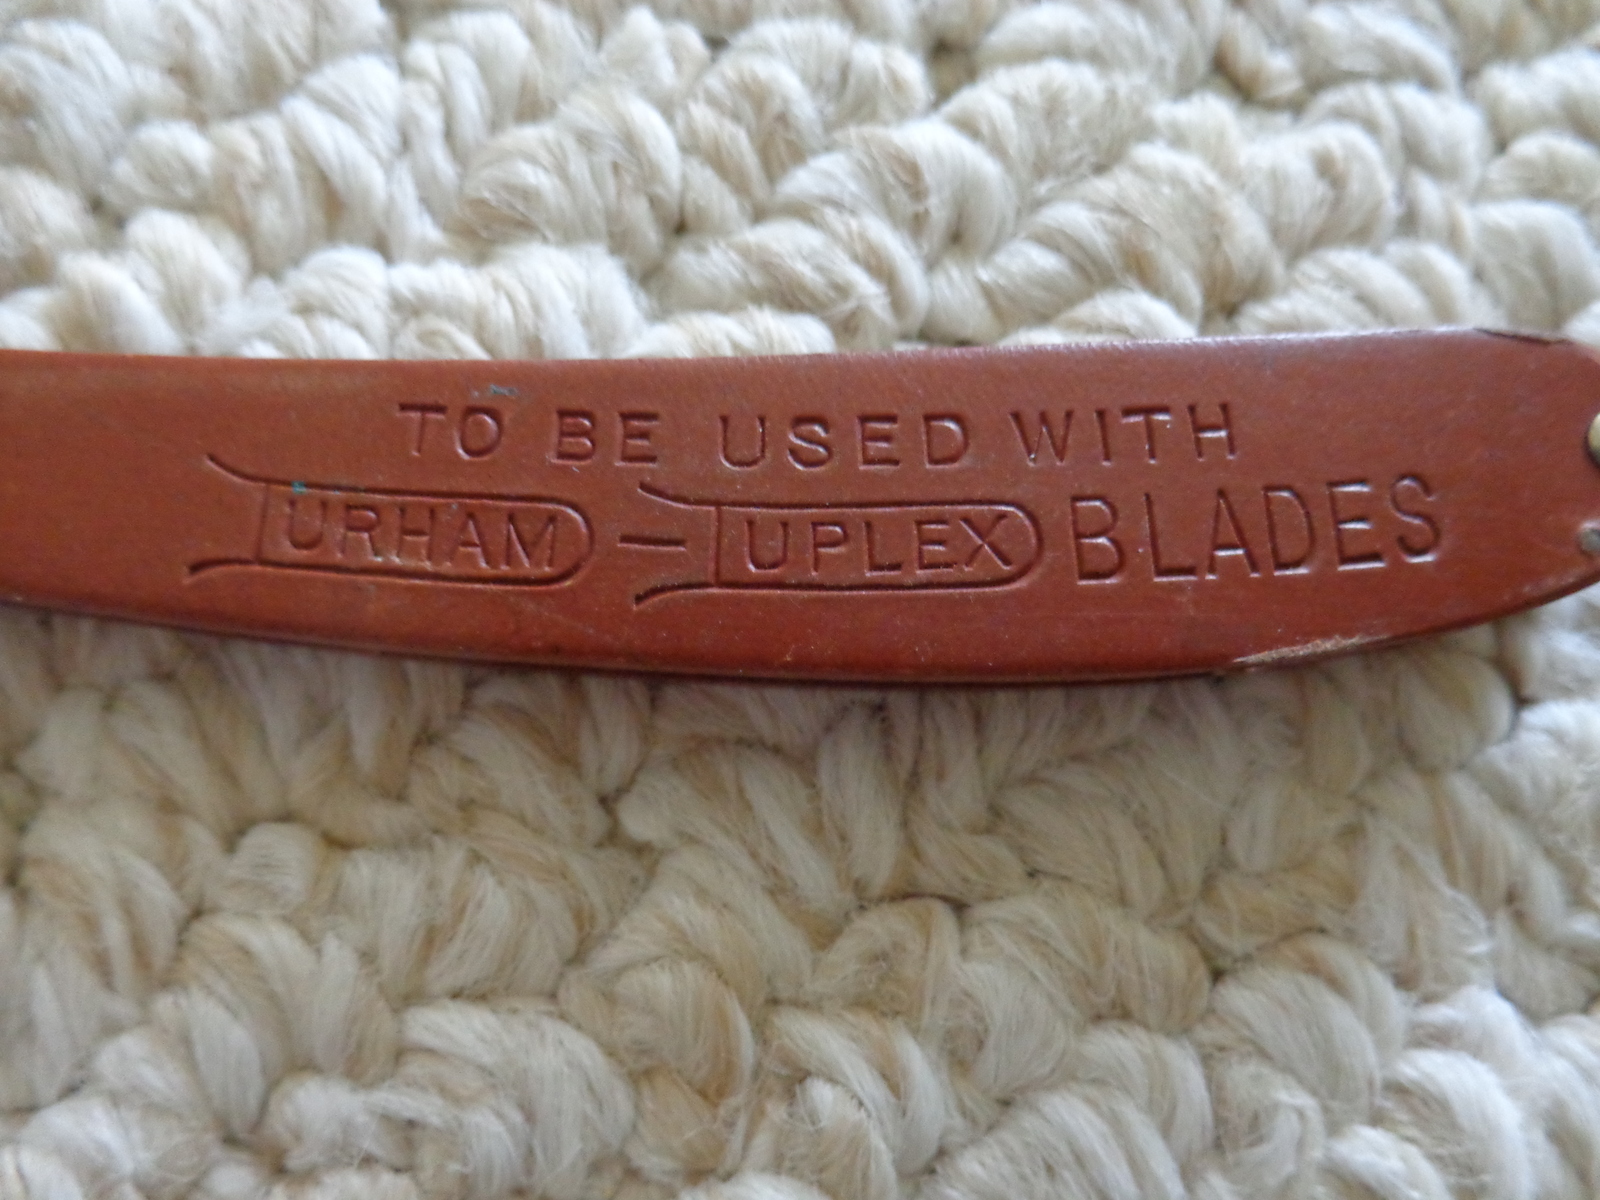 TO BE USED WITH
DURHAM-DUPLEX BLADES